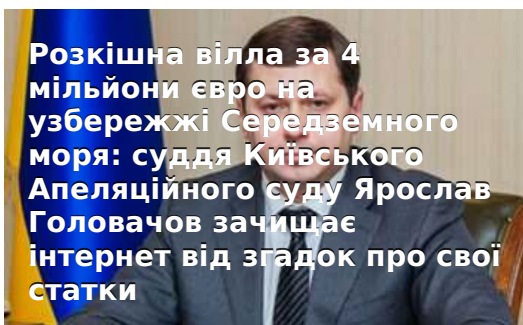 Розкішна вілла за 4
мільйони євро на
узбережжі Середземного
моря: суддя Київського
Апеляційного суду Ярослав
Головачов зачищає
інтернет від згадок про свої
статки